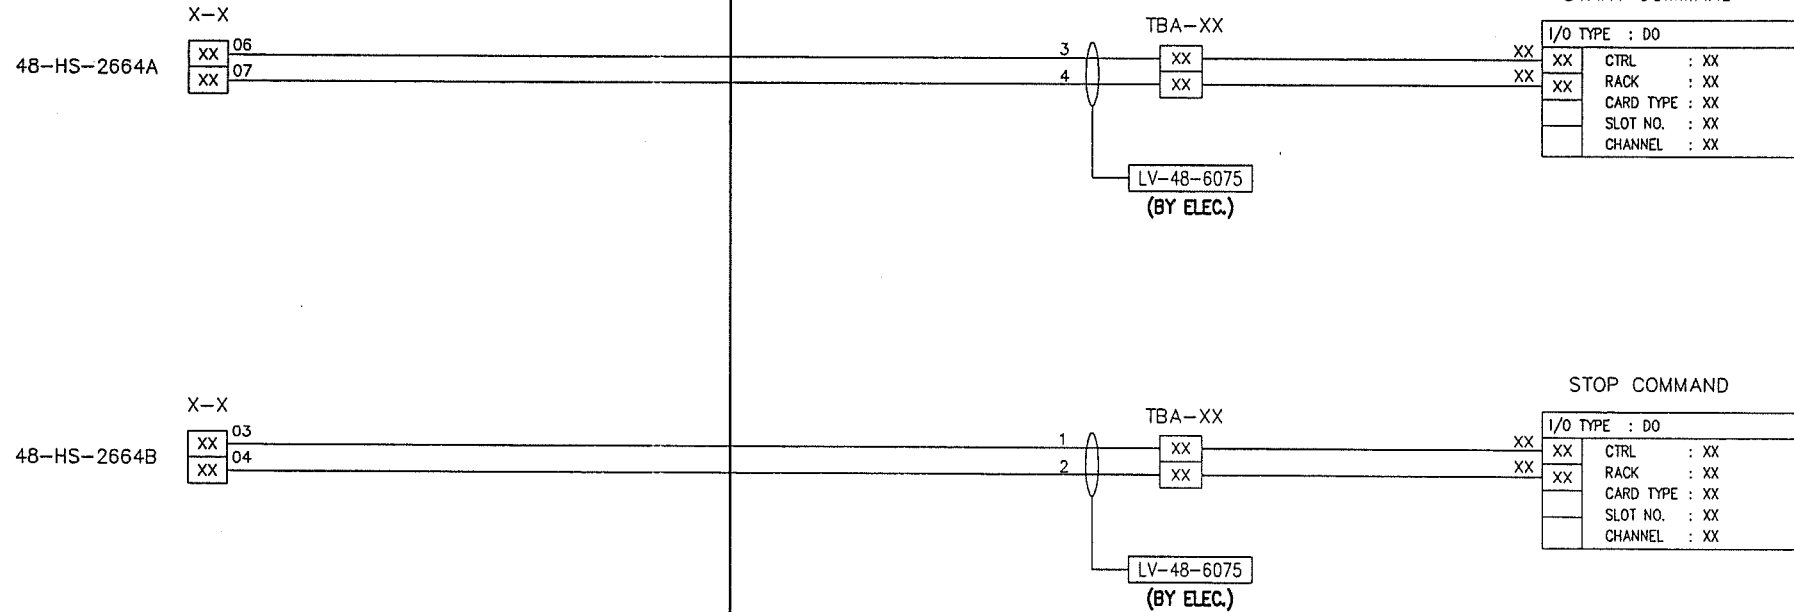 X-X
TBA-XX
48-HS-2664A
XX 06
XX 07
3
4
XX
XX
XX
XX
I/O TYPE : DO
XX CTRL : XX
XX RACK : XX
CARD TYPE : XX
SLOT NO. : XX
CHANNEL : XX
LV-48-6075
(BY ELEC.)
STOP COMMAND
X-X
TBA-XX
48-HS-2664B
XX 03
XX 04
1
2
XX
XX
XX
XX
I/O TYPE : DO
XX CTRL : XX
XX RACK : XX
CARD TYPE : XX
SLOT NO. : XX
CHANNEL : XX
LV-48-6075
(BY ELEC.)